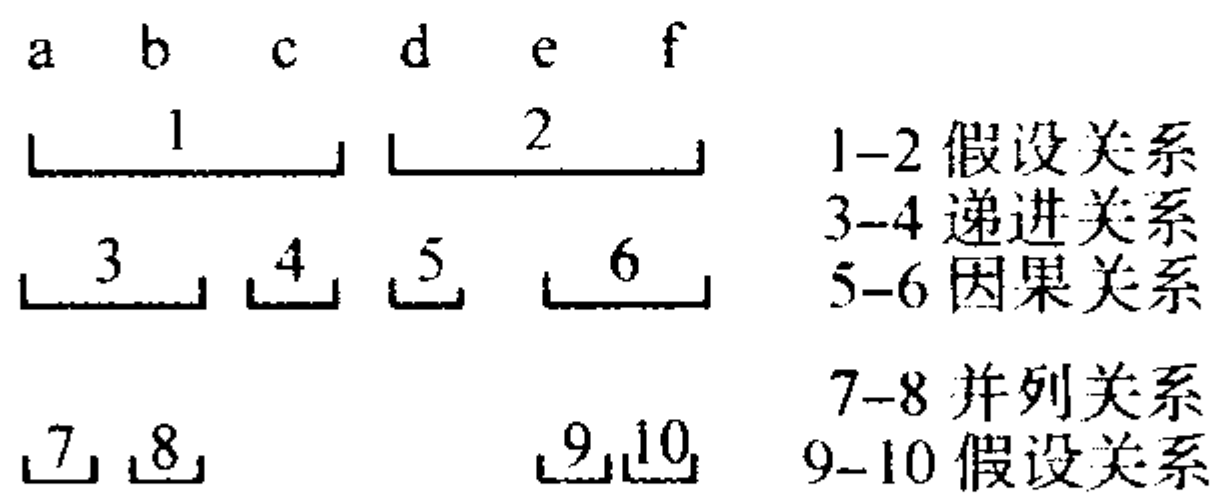 a b c d e f
1 2 1-2 假设关系
3 4 5 6 3-4 递进关系
5-6 因果关系
7-8 并列关系
7 8 9 10 9-10 假设关系